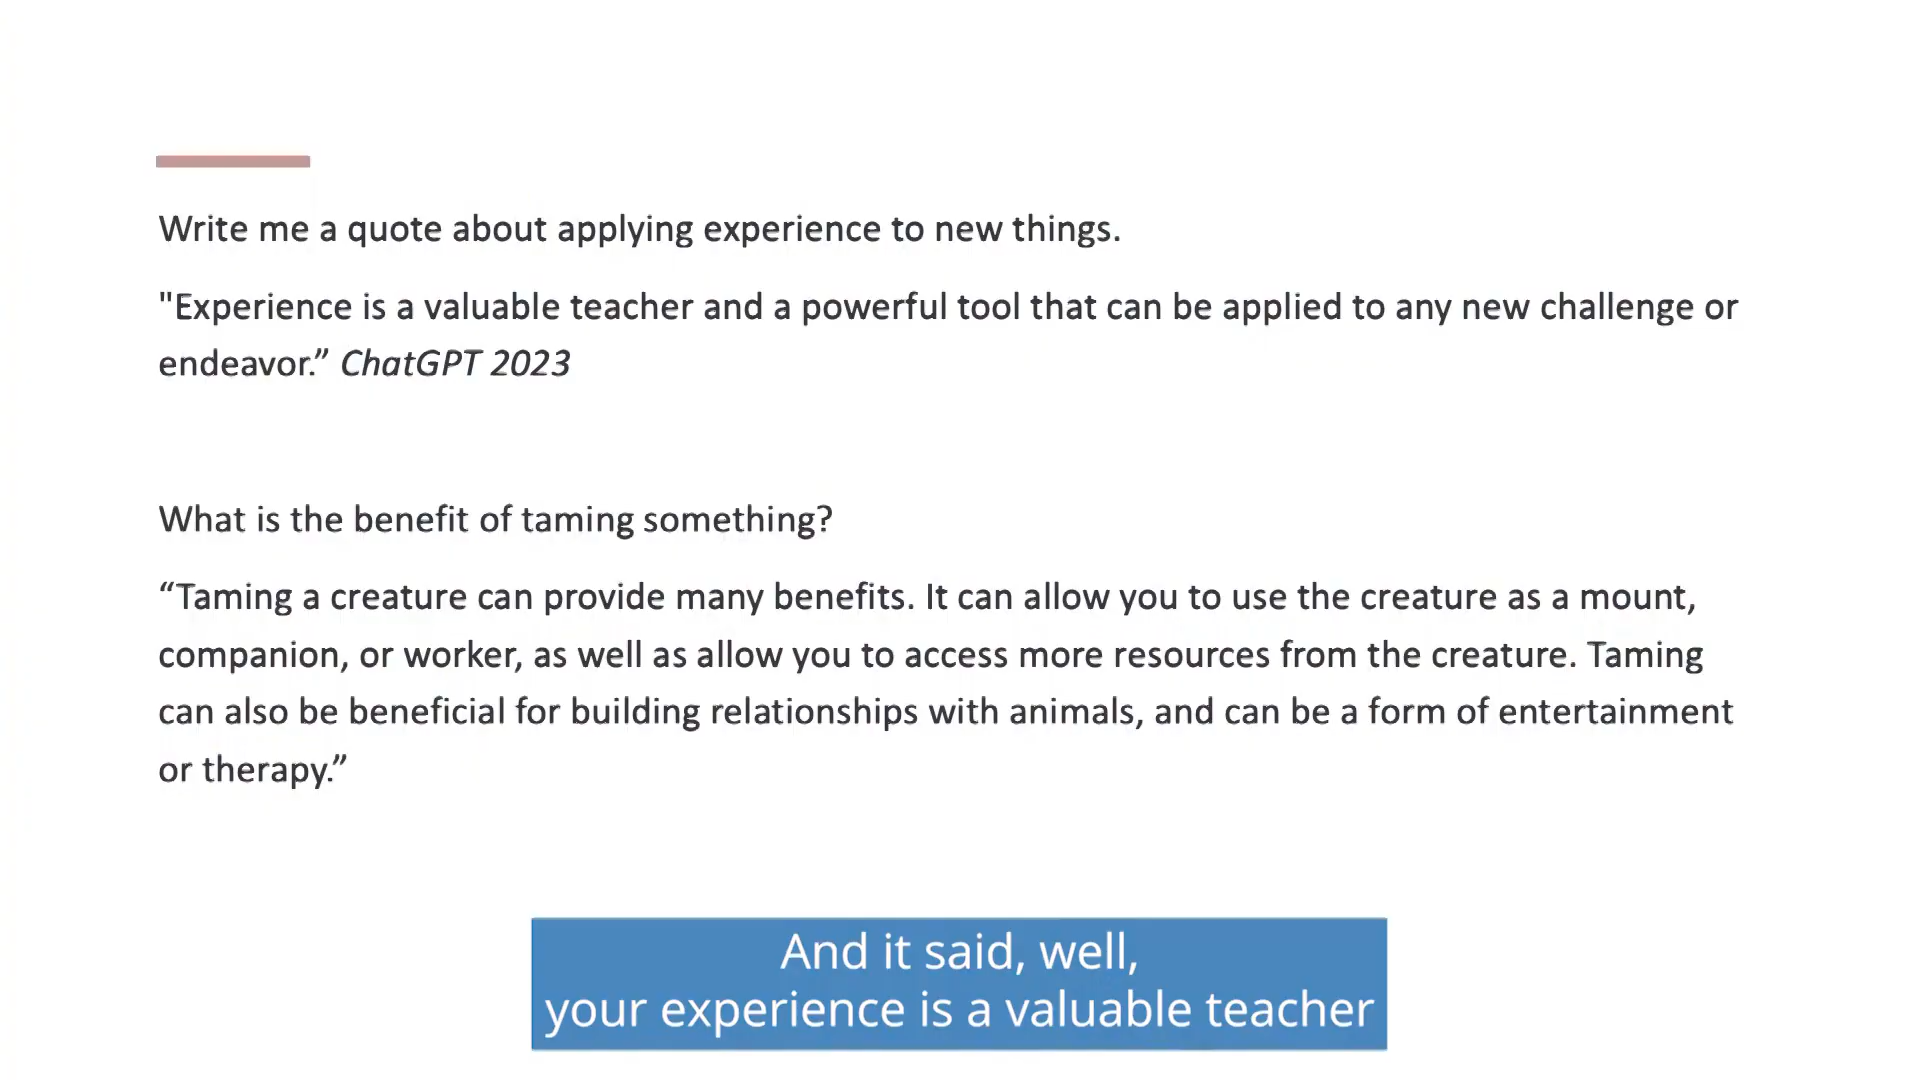 Write me a quote about applying experience to new things.
"Experience is a valuable teacher and a powerful tool that can be applied to any new challenge or
endeavor.” ChatGPT 2023
What is the benefit of taming something?
“Taming a creature can provide many benefits. It can allow you to use the creature as a mount,
companion, or worker, as well as allow you to access more resources from the creature. Taming
can also be beneficial for building relationships with animals, and can be a form of entertainment
or therapy.”
And it said, well,
your experience is a valuable teacher